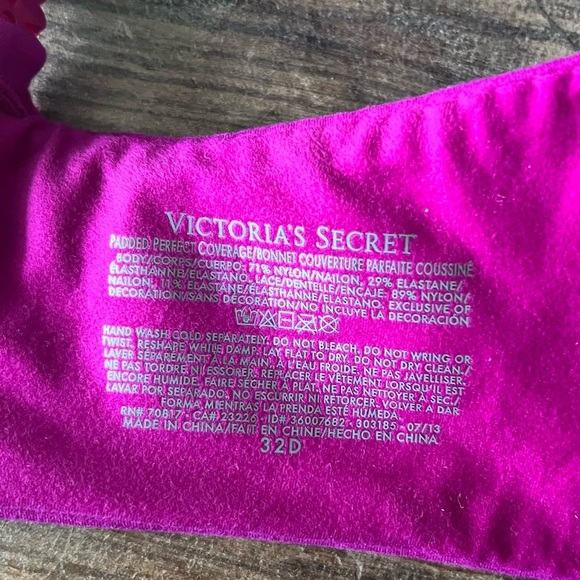 VICTORIA'S SECRET
PADDED PERFECT COVERAGE/BONNET COUVERTURE PARFAITE COUSSINÉ
BODY/CORPS/CUERPO: 71% NYLON/NAILON, 29% ELASTANE/
ÉLASTHANNE/ELASTANO. LACE/DENTELLE/ENCAJE: 89% NYLON/
NAILON, 11% ELASTANE/ÉLASTHANNE/ELASTANO. EXCLUSIVE OF
DECORATION/SANS DÉCORATION/NO INCLUYE LA DECORACIÓN
HAND WASH COLD SEPARATELY. DO NOT BLEACH. DO NOT WRING OR
TWIST. RESHAPE WHILE DAMP. LAY FLAT TO DRY. DO NOT DRY CLEAN./
LAVER SÉPARÉMENT À LA MAIN, À L'EAU FROIDE. NE PAS JAVELLISER.
NE PAS TORDRE NI ESSORER. REPLACER LE VÊTEMENT LORSQU'IL EST
ENCORE HUMIDE. FAIRE SÉCHER À PLAT. NE PAS NETTOYER À SEC./
LAVAR POR SEPARADO. NO ESCURRIR NI RETORCER. VOLVER A DAR
FORMA MIENTRAS LA PRENDA ESTÉ HUMEDA.
RN# 70817 - CA#23226 - ID# 36007682 - 303185 - 07/13
MADE IN CHINA/FAIT EN CHINE/HECHO EN CHINA
32D